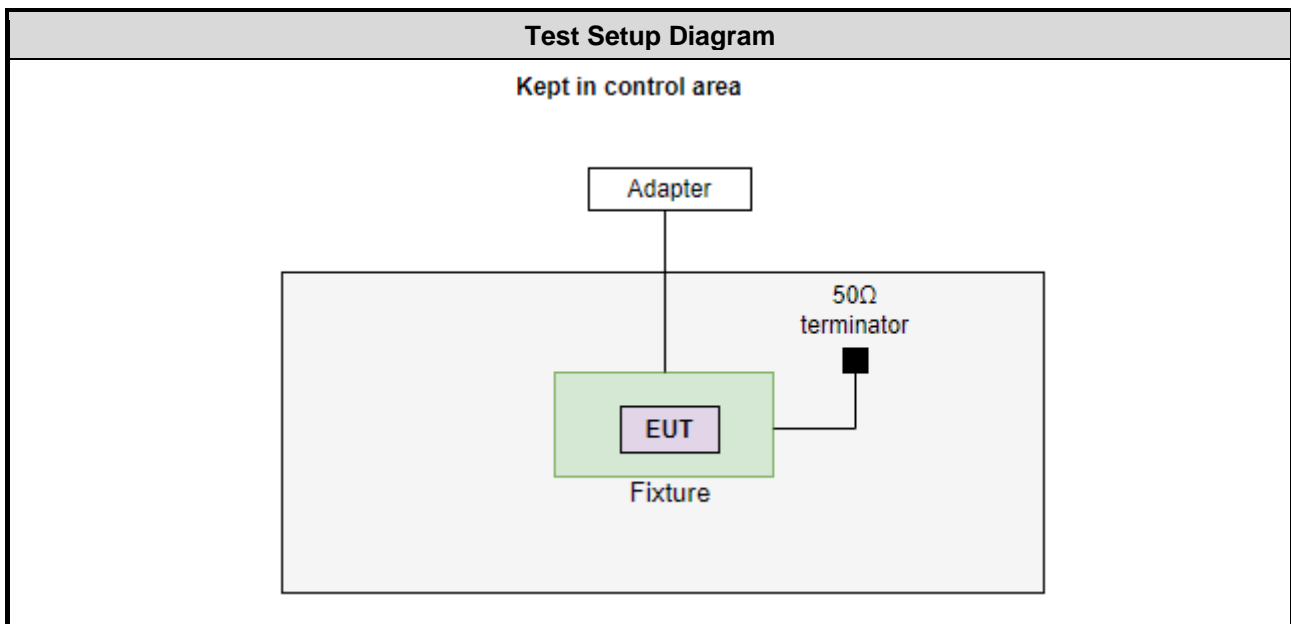 Test Setup Diagram
Kept in control area
Adapter
50Ω
terminator
EUT
Fixture